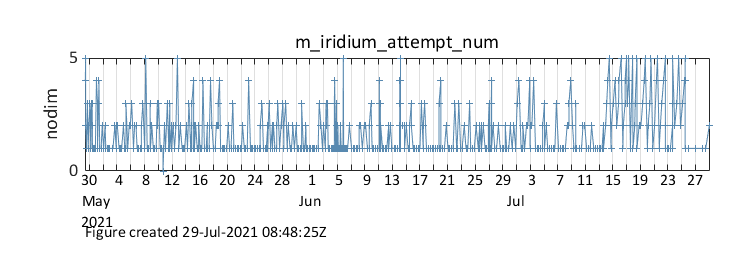 m_iridium_attempt_num
5
nodim
0
30 4 8 12 16 20 24 28 1 5 9 13 17 21 25 29 3 7 11 15 19 23 27
May Jun Jul
2021
Figure created 29-Jul-2021 08:48:25Z